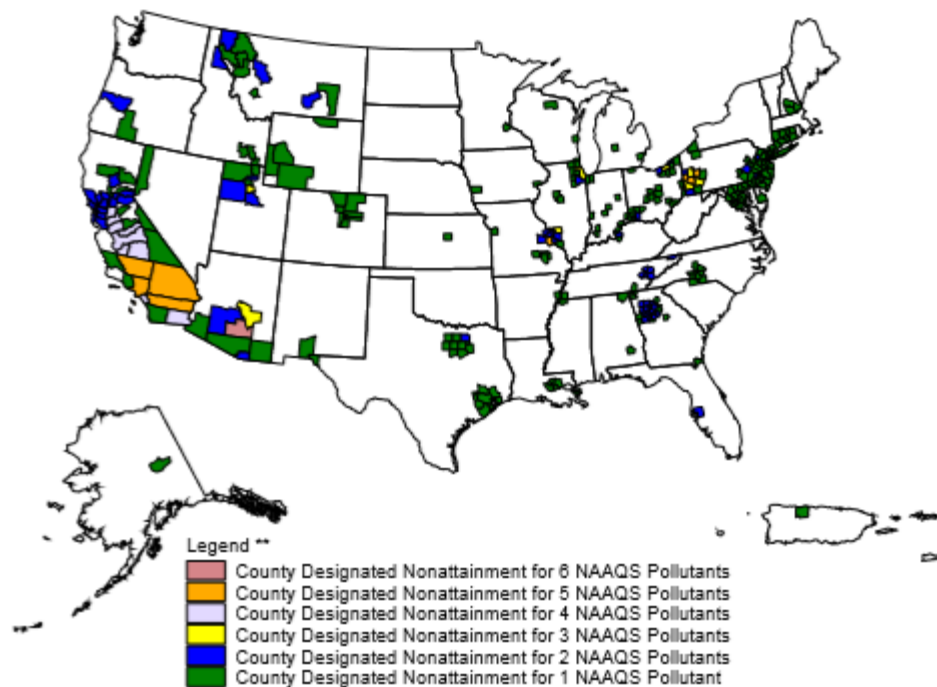 Legend **
County Designated Nonattainment for 6 NAAQS Pollutants
County Designated Nonattainment for 5 NAAQS Pollutants
County Designated Nonattainment for 4 NAAQS Pollutants
County Designated Nonattainment for 3 NAAQS Pollutants
County Designated Nonattainment for 2 NAAQS Pollutants
County Designated Nonattainment for 1 NAAQS Pollutant